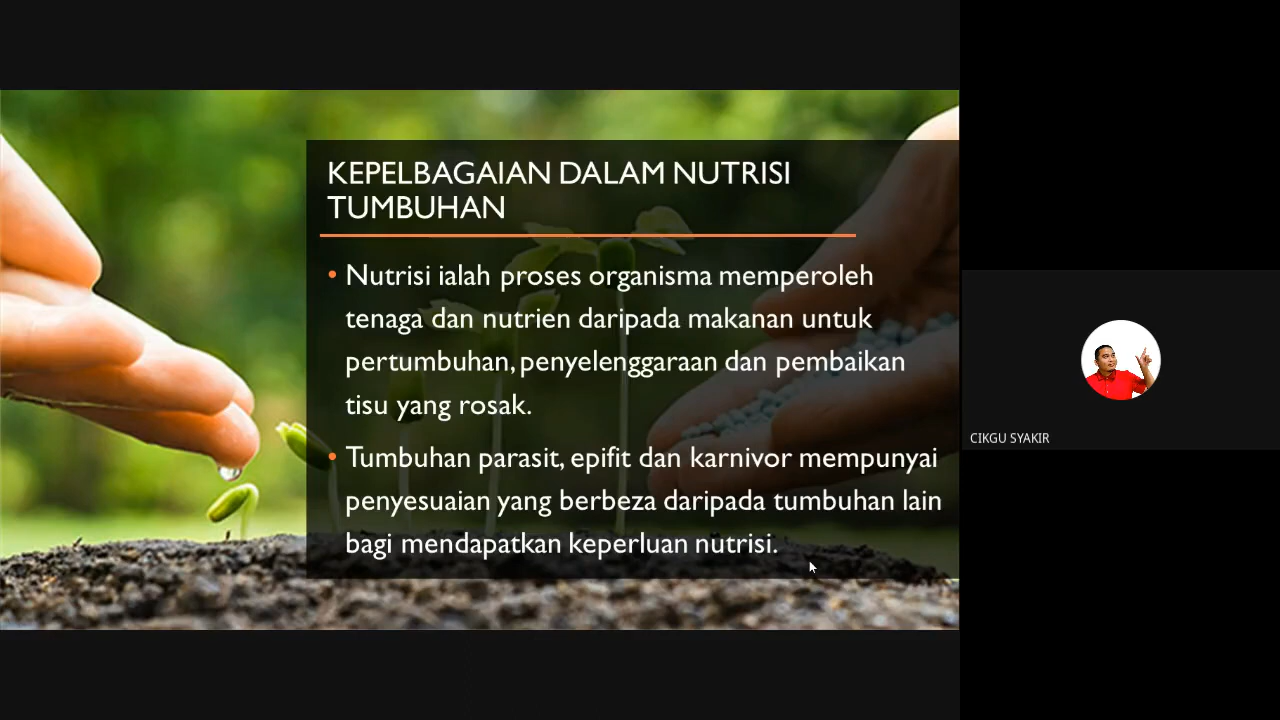 KEPELBAGAIAN DALAM NUTRISI
TUMBUHAN
• Nutrisi ialah proses organisma memperoleh
tenaga dan nutrien daripada makanan untuk
pertumbuhan, penyelenggaraan dan pembaikan
tisu yang rosak.
• Tumbuhan parasit, epifit dan karnivor mempunyai
penyesuaian yang berbeza daripada tumbuhan lain
bagi mendapatkan keperluan nutrisi.
CIKGU SYAKIR